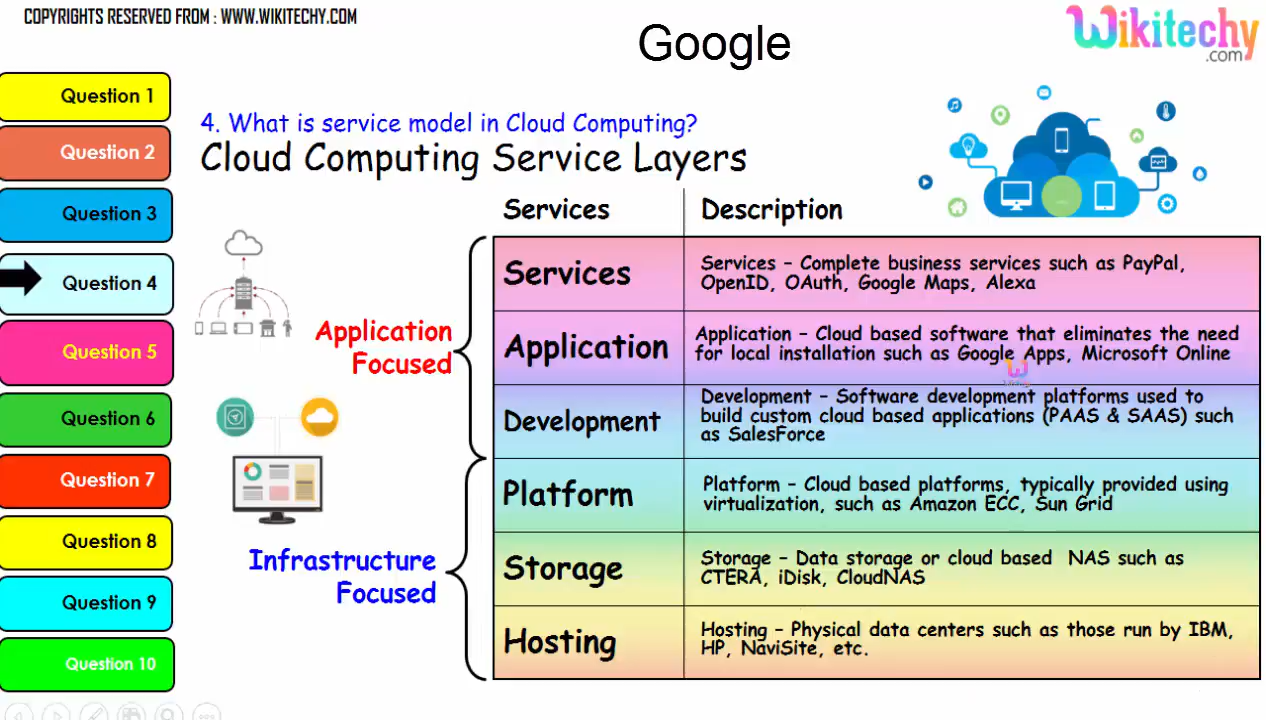 COPYRIGHTS RESERVED FROM : WWW.WIKITECHY.COM
Google
Wikitechy
.com
Question 1
Question 2
Question 3
Question 4
Question 5
Question 6
Question 7
Question 8
Question 9
Question 10
4. What is service model in Cloud Computing?
Cloud Computing Service Layers
Services
Description
Application
Focused
Infrastructure
Focused
Services
Services – Complete business services such as PayPal,
OpenID, OAuth, Google Maps, Alexa
Application
Application – Cloud based software that eliminates the need
for local installation such as Google Apps, Microsoft Online
Development
Development – Software development platforms used to
build custom cloud based applications (PAAS & SAAS) such
as SalesForce
Platform
Platform – Cloud based platforms, typically provided using
virtualization, such as Amazon ECC, Sun Grid
Storage
Storage – Data storage or cloud based NAS such as
CTERA, iDisk, CloudNAS
Hosting
Hosting – Physical data centers such as those run by IBM,
HP, NaviSite, etc.